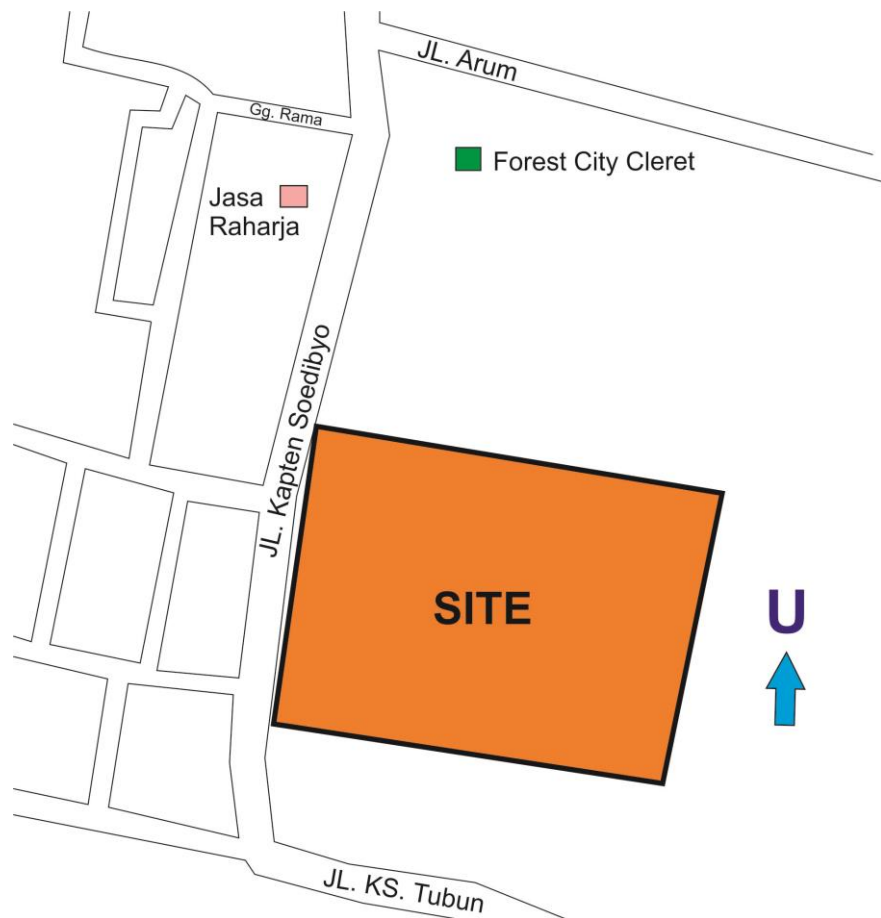 JL. Arum
Gg. Rama
Forest City Cleret
Jasa
Raharja
JL. Kapten Soedibyo
SITE
U
JL. KS. Tubun